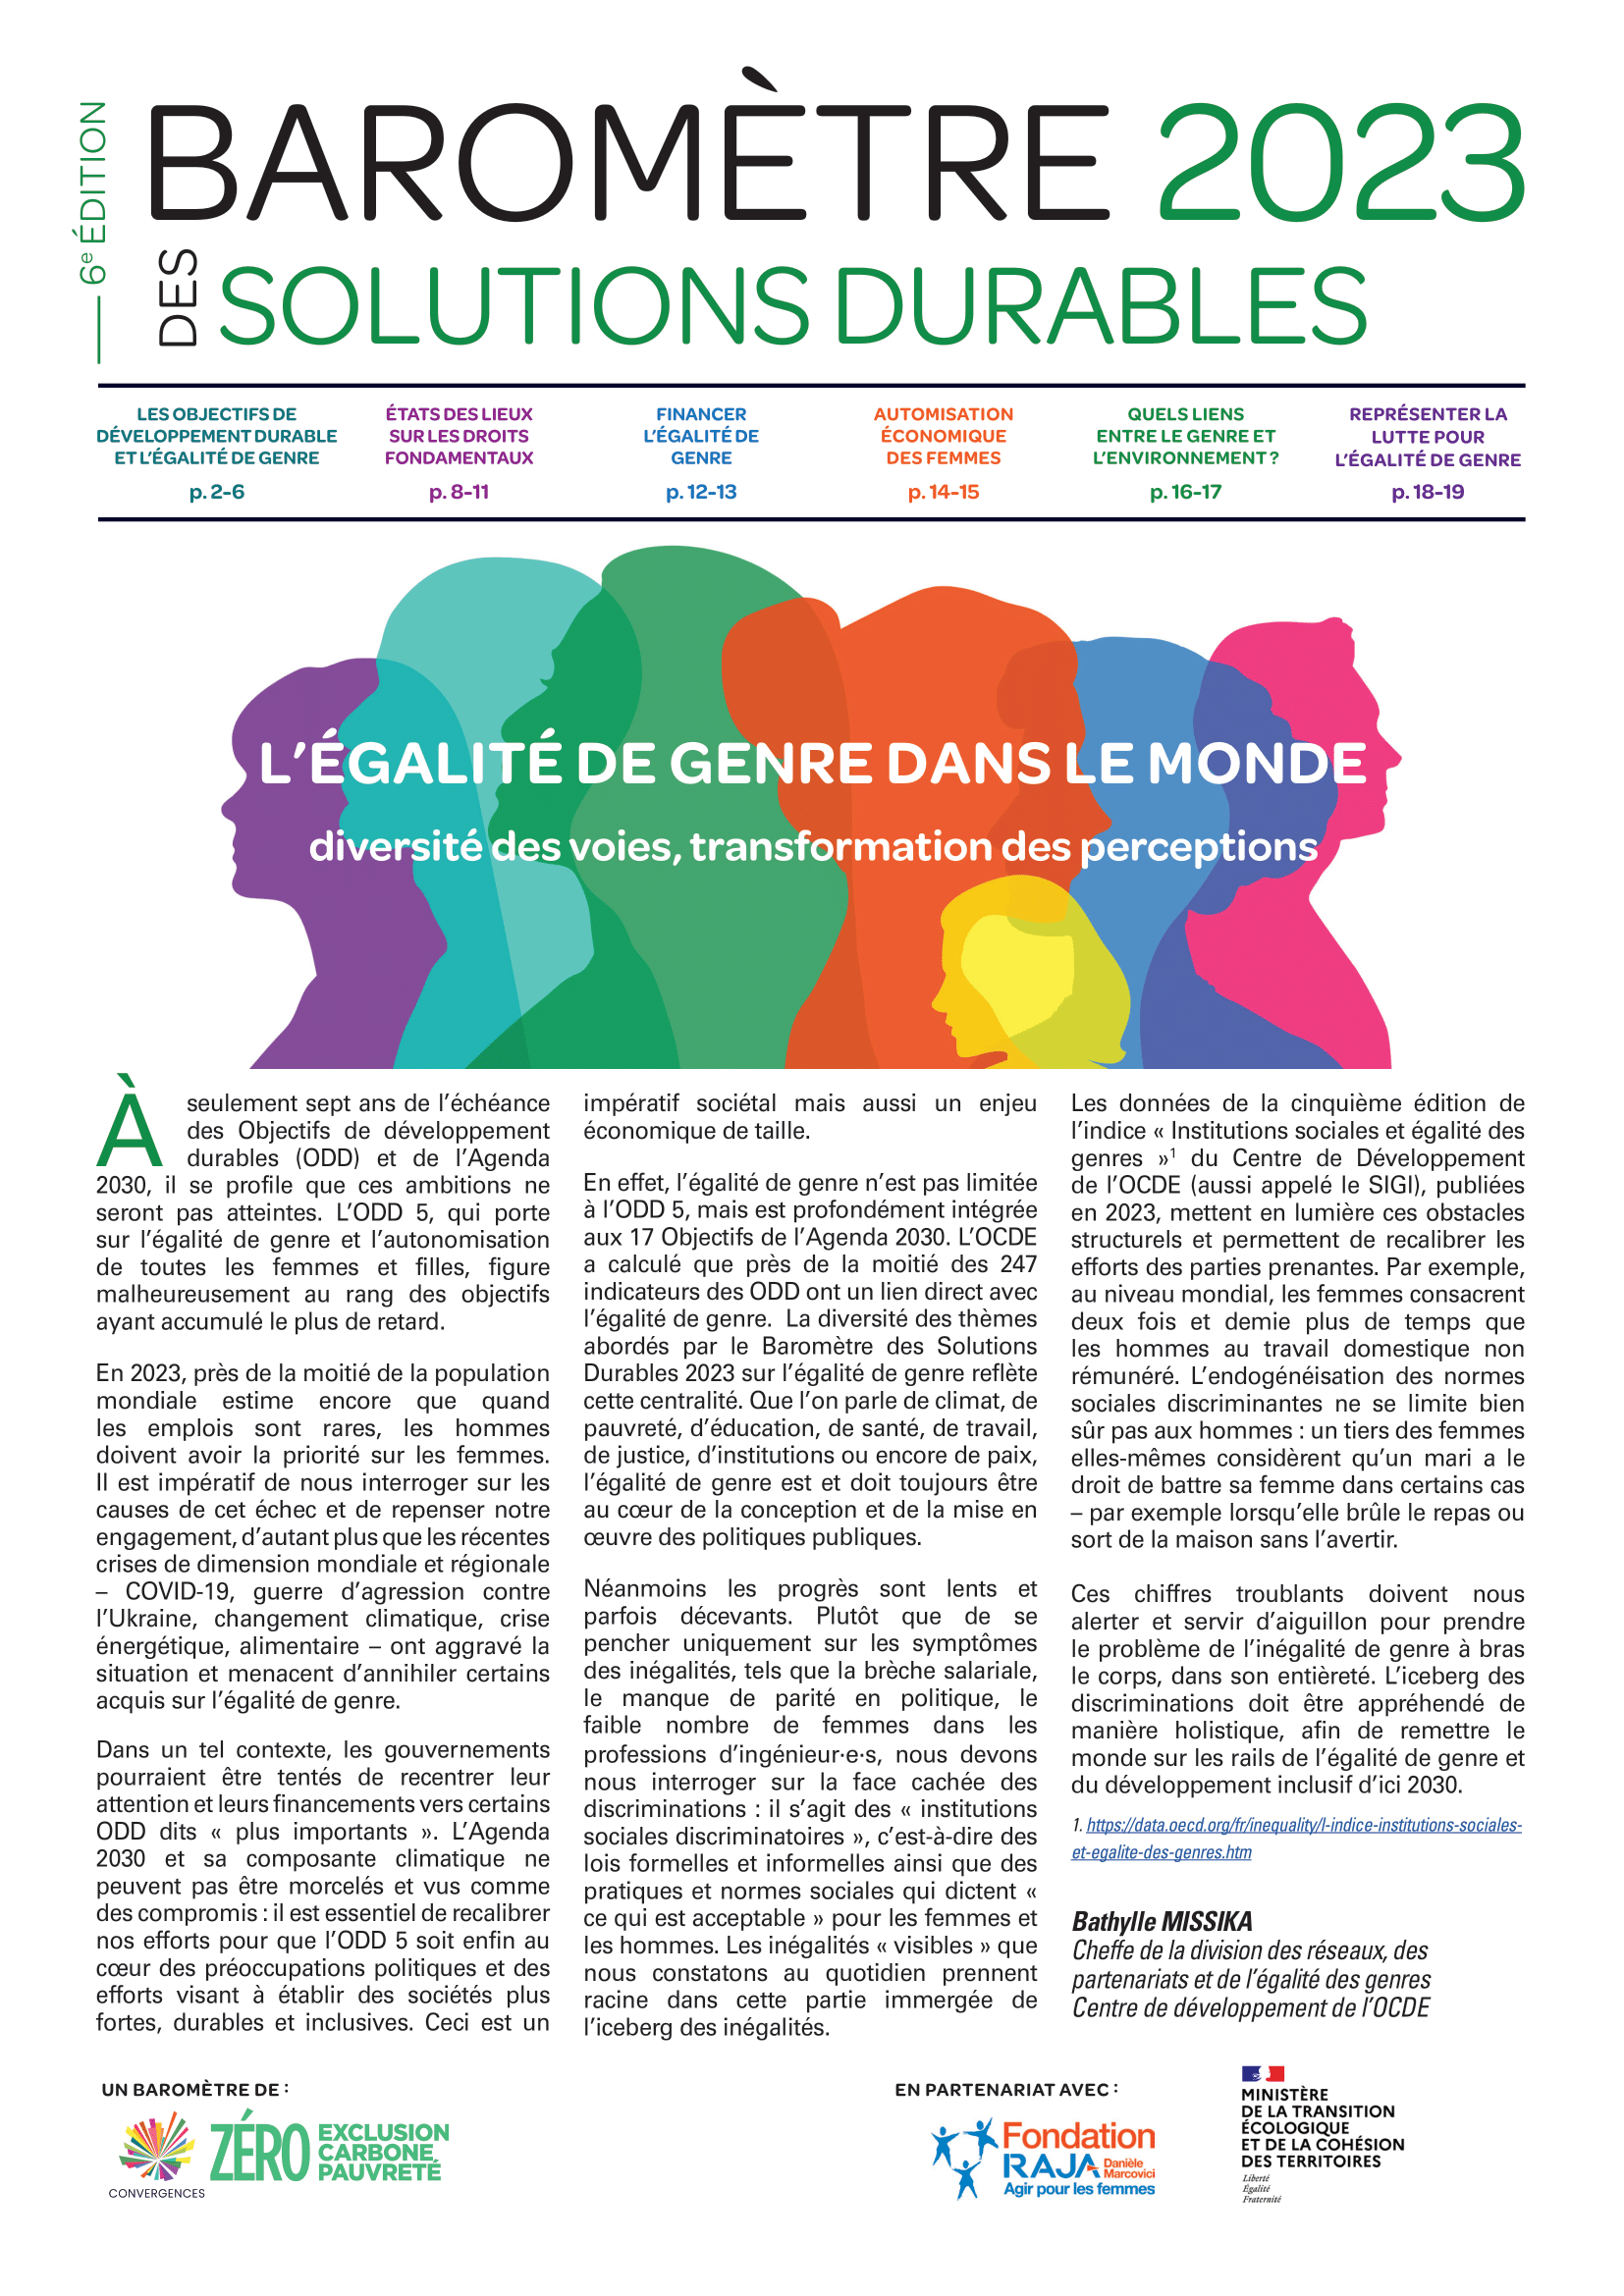 6e ÉDITION
BAROMÈTRE 2023
DES
SOLUTIONS DURABLES
LES OBJECTIFS DE
DÉVELOPPEMENT DURABLE
ET L'ÉGALITÉ DE GENRE
p. 2-6
ÉTATS DES LIEUX
SUR LES DROITS
FONDAMENTAUX
p. 8-11
FINANCER
L'ÉGALITÉ DE
GENRE
p. 12-13
AUTOMISATION
ÉCONOMIQUE
DES FEMMES
p. 14-15
QUELS LIENS
ENTRE LE GENRE ET
L'ENVIRONNEMENT ?
p. 16-17
REPRÉSENTER LA
LUTTE POUR
L'ÉGALITÉ DE GENRE
p. 18-19
L'ÉGALITÉ DE GENRE DANS LE MONDE
diversité des voies, transformation des perceptions
À seulement sept ans de l'échéance
des Objectifs de développement
durables (ODD) et de l'Agenda
2030, il se profile que ces ambitions ne
seront pas atteintes. L'ODD 5, qui porte
sur l'égalité de genre et l'autonomisation
de toutes les femmes et filles, figure
malheureusement au rang des objectifs
ayant accumulé le plus de retard.
En 2023, près de la moitié de la population
mondiale estime encore que quand
les emplois sont rares, les hommes
doivent avoir la priorité sur les femmes.
Il est impératif de nous interroger sur les
causes de cet échec et de repenser notre
engagement, d'autant plus que les récentes
crises de dimension mondiale et régionale
– COVID-19, guerre d'agression contre
l'Ukraine, changement climatique, crise
énergétique, alimentaire – ont aggravé la
situation et menacent d'annihiler certains
acquis sur l'égalité de genre.
Dans un tel contexte, les gouvernements
pourraient être tentés de recentrer leur
attention et leurs financements vers certains
ODD dits « plus importants ». L'Agenda
2030 et sa composante climatique ne
peuvent pas être morcelés et vus comme
des compromis : il est essentiel de recalibrer
nos efforts pour que l'ODD 5 soit enfin au
cœur des préoccupations politiques et des
efforts visant à établir des sociétés plus
fortes, durables et inclusives. Ceci est un
impératif sociétal mais aussi un enjeu
économique de taille.
En effet, l'égalité de genre n'est pas limitée
à l'ODD 5, mais est profondément intégrée
aux 17 Objectifs de l'Agenda 2030. L'OCDE
a calculé que près de la moitié des 247
indicateurs des ODD ont un lien direct avec
l'égalité de genre. La diversité des thèmes
abordés par le Baromètre des Solutions
Durables 2023 sur l'égalité de genre reflète
cette centralité. Que l'on parle de climat, de
pauvreté, d'éducation, de santé, de travail,
de justice, d'institutions ou encore de paix,
l'égalité de genre est et doit toujours être
au cœur de la conception et de la mise en
œuvre des politiques publiques.
Néanmoins les progrès sont lents et
parfois décevants. Plutôt que de se
pencher uniquement sur les symptômes
des inégalités, tels que la brèche salariale,
le manque de parité en politique, le
faible nombre de femmes dans les
professions d'ingénieur·e·s, nous devons
nous interroger sur la face cachée des
discriminations : il s'agit des « institutions
sociales discriminatoires », c'est-à-dire des
lois formelles et informelles ainsi que des
pratiques et normes sociales qui dictent «
ce qui est acceptable » pour les femmes et
les hommes. Les inégalités « visibles » que
nous constatons au quotidien prennent
racine dans cette partie immergée de
l'iceberg des inégalités.
Les données de la cinquième édition de
l'indice « Institutions sociales et égalité des
genres »1 du Centre de Développement
de l'OCDE (aussi appelé le SIGI), publiées
en 2023, mettent en lumière ces obstacles
structurels et permettent de recalibrer les
efforts des parties prenantes. Par exemple,
au niveau mondial, les femmes consacrent
deux fois et demie plus de temps que
les hommes au travail domestique non
rémunéré. L'endogénéisation des normes
sociales discriminantes ne se limite bien
sûr pas aux hommes : un tiers des femmes
elles-mêmes considèrent qu'un mari a le
droit de battre sa femme dans certains cas
– par exemple lorsqu'elle brûle le repas ou
sort de la maison sans l'avertir.
Ces chiffres troublants doivent nous
alerter et servir d'aiguillon pour prendre
le problème de l'inégalité de genre à bras
le corps, dans son entièreté. L'iceberg des
discriminations doit être appréhendé de
manière holistique, afin de remettre le
monde sur les rails de l'égalité de genre et
du développement inclusif d'ici 2030.
1. https://data.oecd.org/fr/inequality/l-indice-institutions-sociales-
et-egalite-des-genres.htm
Bathylle MISSIKA
Cheffe de la division des réseaux, des
partenariats et de l'égalité des genres
Centre de développement de l'OCDE
UN BAROMÈTRE DE :
CONVERGENCES
ZÉRO EXCLUSION
CARBONE
PAUVRETÉ
EN PARTENARIAT AVEC :
Fondation
RAJA Danièle
Marcovici
Agir pour les femmes
MINISTÈRE
DE LA TRANSITION
ÉCOLOGIQUE
ET DE LA COHÉSION
DES TERRITOIRES
Liberté
Égalité
Fraternité